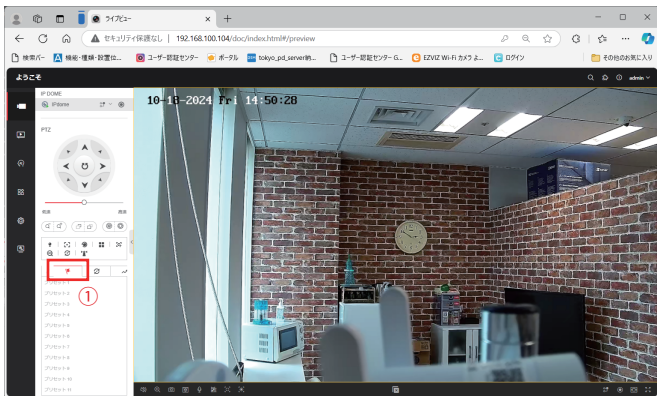 ライブビュー
セキュリティ保護なし | 192.168.100.104/doc/index.html#/preview
検索バー
機能・種類・設置位...
ユーザー認証センター
ポータル
tokyo_pd_server納...
ユーザー認証センター G...
EZVIZ Wi-Fi カメラ よ...
ログイン
その他のお気に入り
ようこそ
admin
IP DOME
IPdome
10-18-2024 Fri 14:50:28
PTZ
①
プリセット 1
プリセット 2
プリセット 3
プリセット 4
プリセット 5
プリセット 6
プリセット 7
プリセット 8
プリセット 9
プリセット 10
プリセット 11